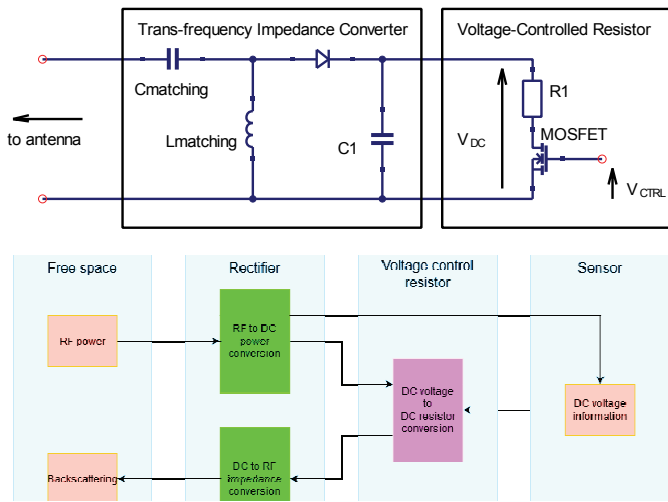 Trans-frequency Impedance Converter
Voltage-Controlled Resistor
Cmatching
Lmatching
to antenna
C1
V DC
R1
MOSFET
V CTRL
Free space
Rectifier
Voltage control
resistor
Sensor
RF power
RF to DC
power
conversion
DC voltage
to
DC resistor
conversion
DC voltage
information
Backscattering
DC to RF
impedance
conversion